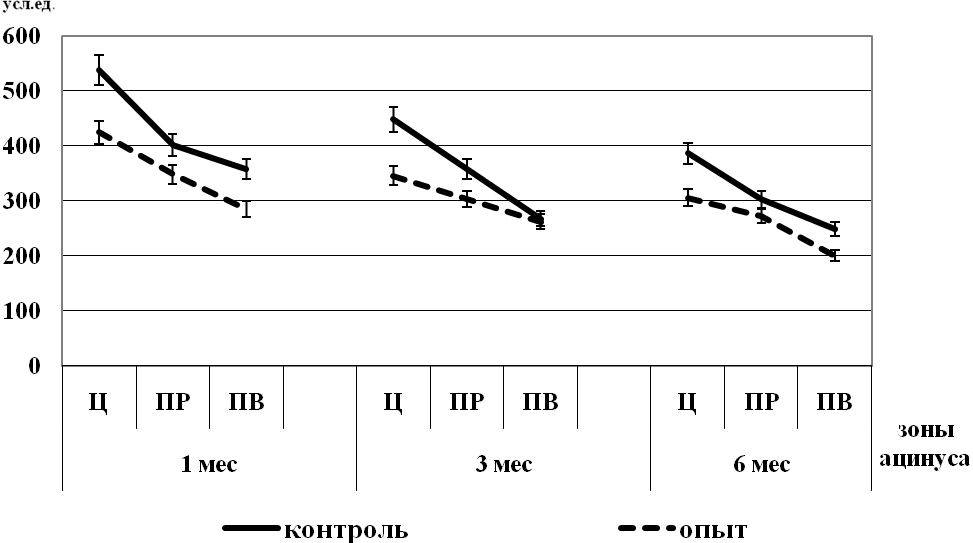 усл.ед.
600
500
400
300
200
100
0
Ц ПР ПВ Ц ПР ПВ Ц ПР ПВ
1 мес 3 мес 6 мес
зоны
ацинуса
контроль опыт